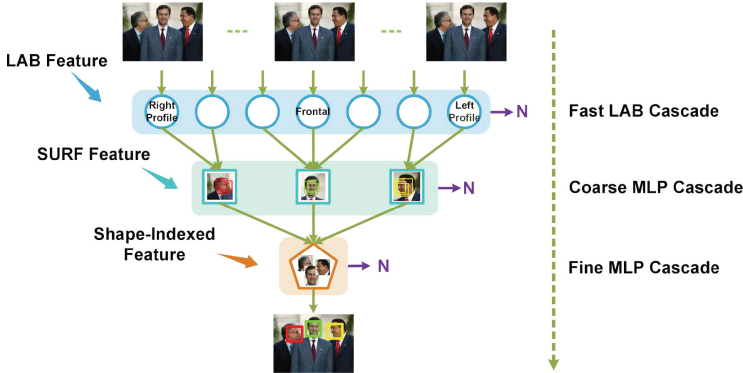 LAB Feature
Right
Profile
Frontal
Left
Profile
N
Fast LAB Cascade
SURF Feature
N
Coarse MLP Cascade
Shape-Indexed
Feature
N
Fine MLP Cascade